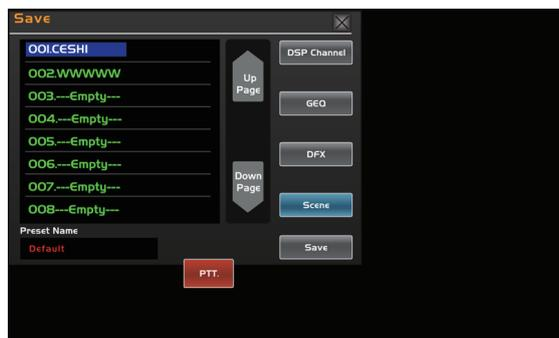 Save
001.CESHI
002.WWWWW
003.---Empty---
004.---Empty---
005.---Empty---
006.---Empty---
007.---Empty---
008---Empty---
Up
Page
Down
Page
DSP Channel
GEQ
DFX
Scene
Preset Name
Default
Save
PTT.